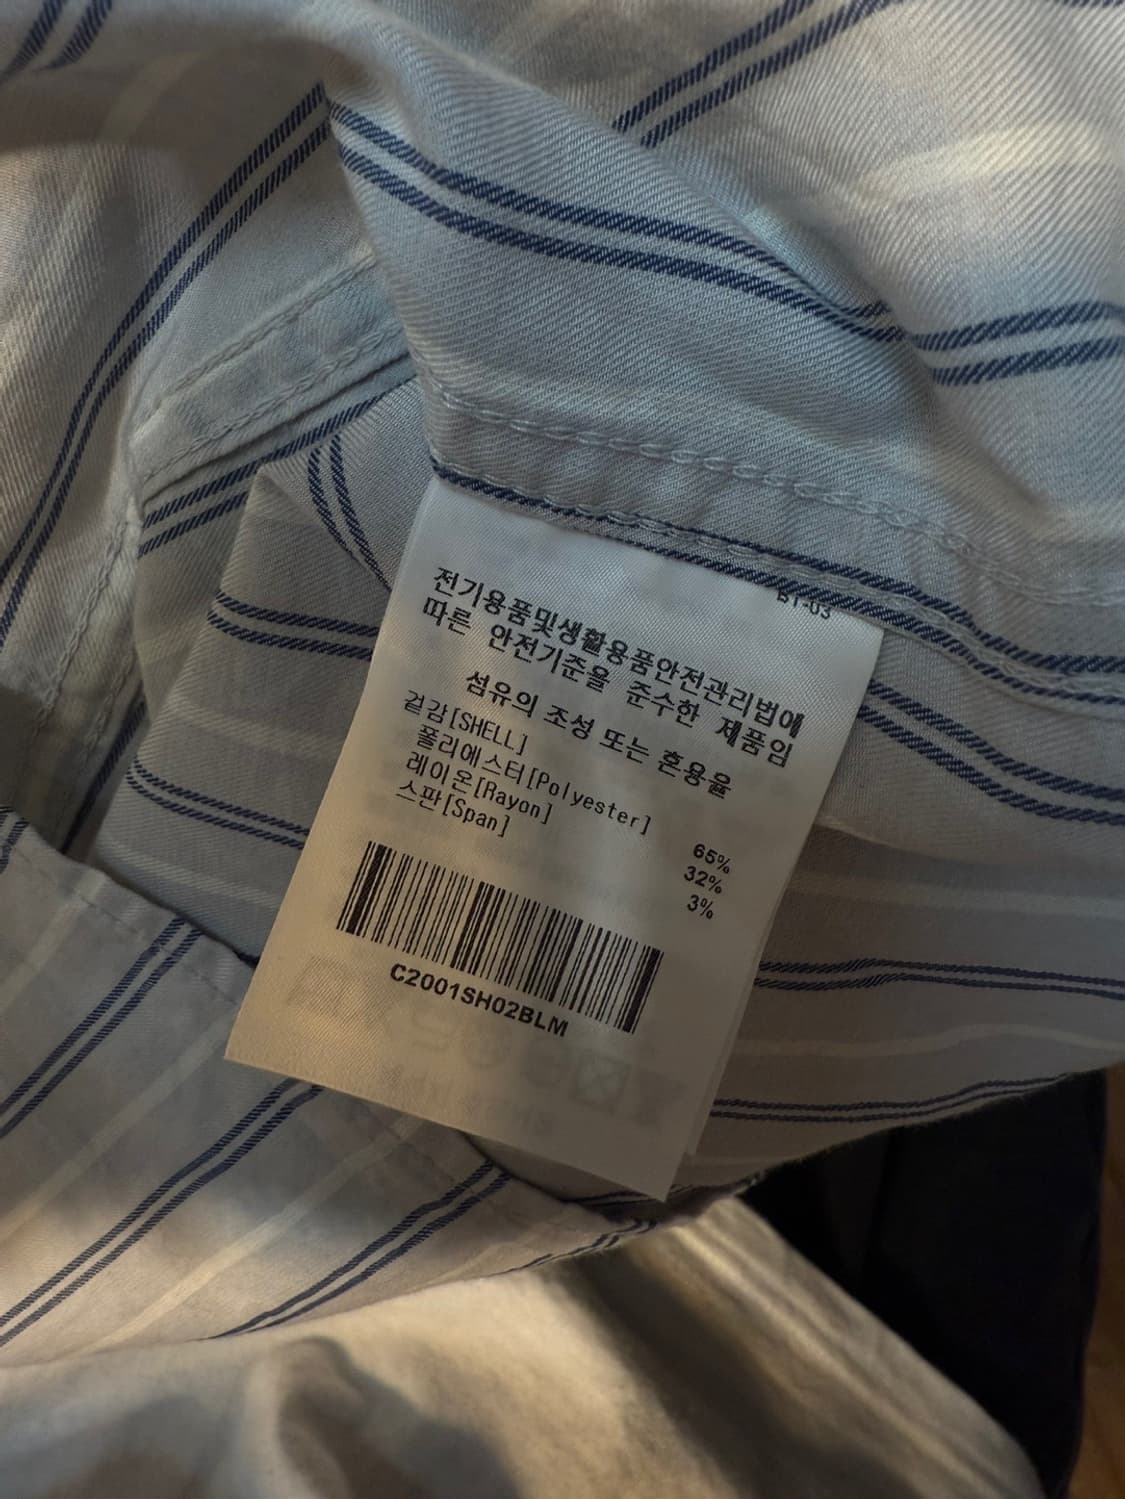 B1-03
전기용품및생활용품안전관리법에
따른 안전기준을 준수한 제품임
섬유의 조성 또는 혼용율
겉감[SHELL]
폴리에스터[Polyester] 65%
레이온[Rayon] 32%
스판[Span] 3%
C2001SH02BLM